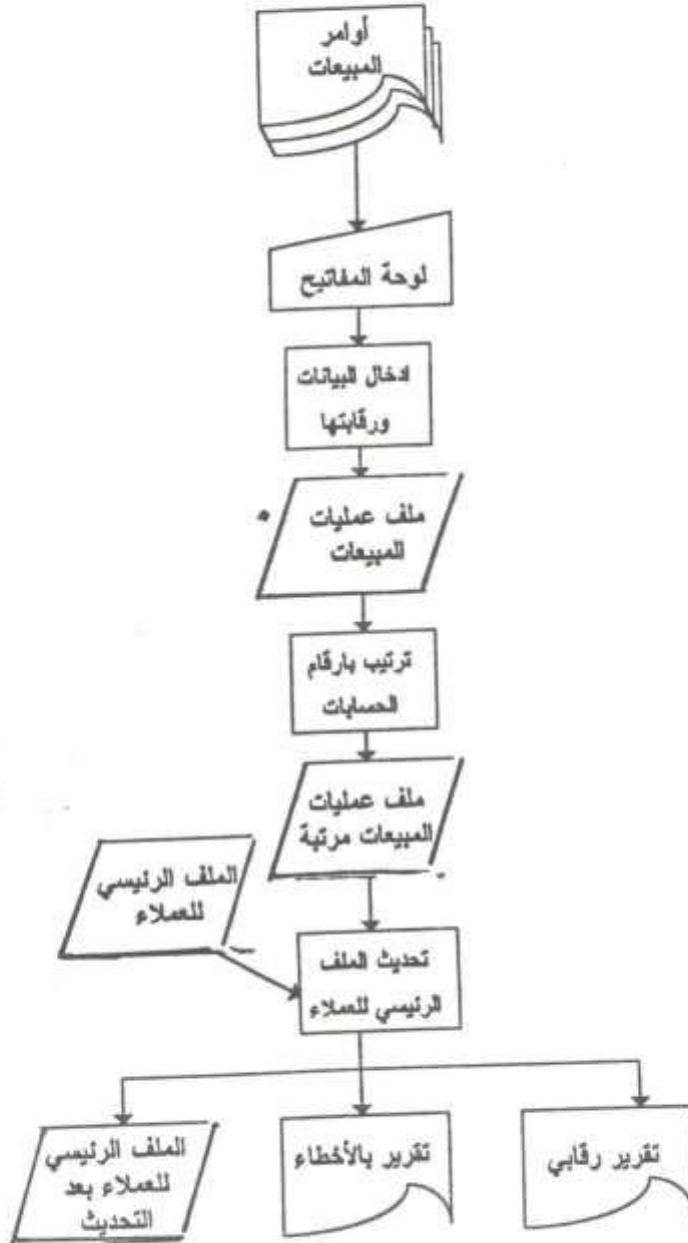 أوامر
المبيعات
لوحة المفاتيح
ادخال البيانات
ورقابتها
ملف عمليات
المبيعات
ترتيب بارقام
الحسابات
ملف عمليات
المبيعات مرتبة
الملف الرئيسي
للعملاء
تحديث الملف
الرئيسي للعملاء
تقرير رقابي
تقرير بالأخطاء
الملف الرئيسي
للعملاء بعد
التحديث